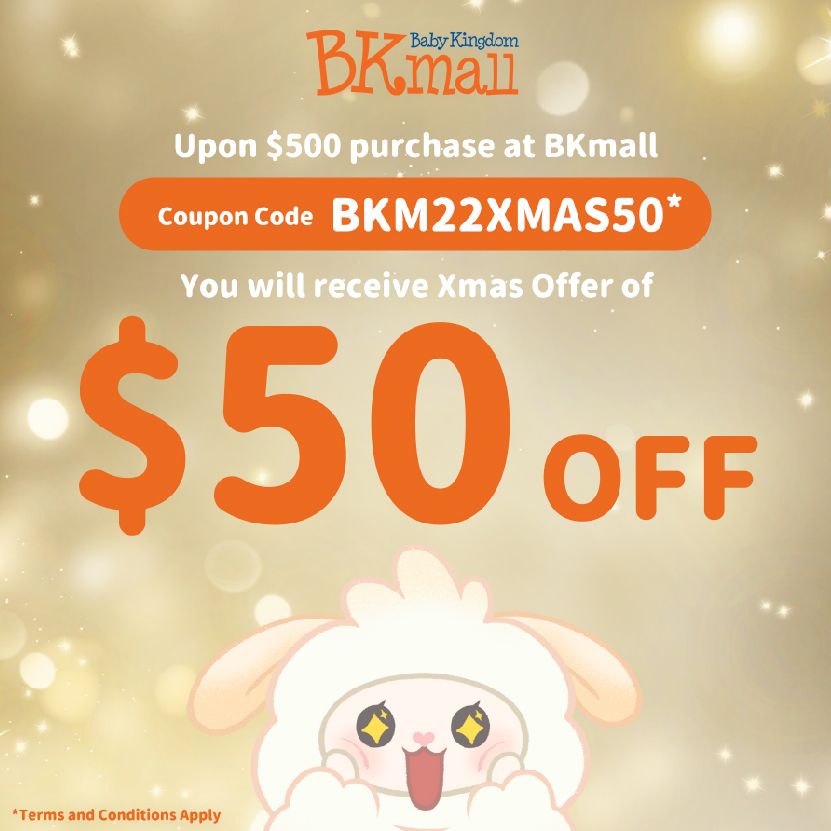 Baby Kingdom
BKmall
Upon $500 purchase at BKmall
Coupon Code BKM22XMAS50*
You will receive Xmas Offer of
$50 OFF
*Terms and Conditions Apply